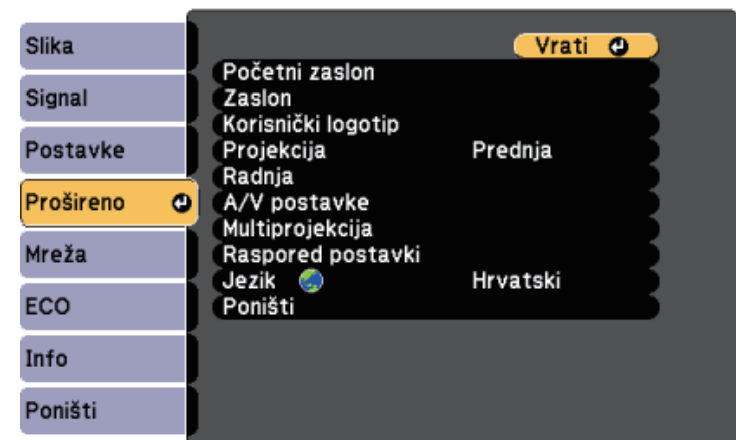 Slika
Signal
Postavke
Prošireno
Mreža
ECO
Info
Poništi
Vrati
Početni zaslon
Zaslon
Korisnički logotip
Projekcija Prednja
Radnja
A/V postavke
Multiprojekcija
Raspored postavki
Jezik Hrvatski
Poništi